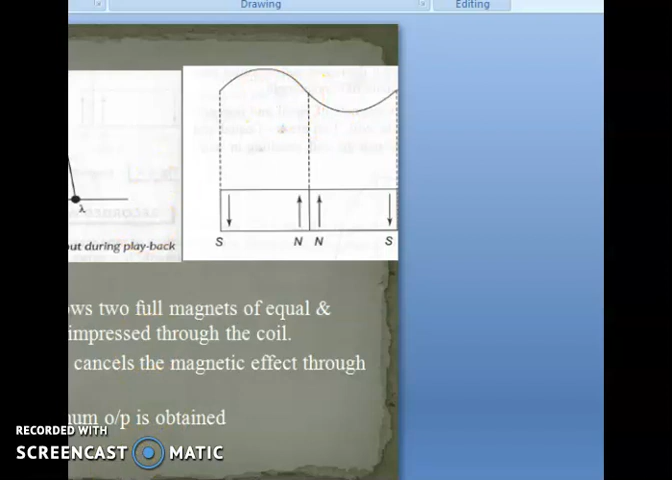 Drawing Editing
λ
out during play-back
S N N S
ows two full magnets of equal &
impressed through the coil.
cancels the magnetic effect through
num o/p is obtained
RECORDED WITH
SCREENCAST MATIC